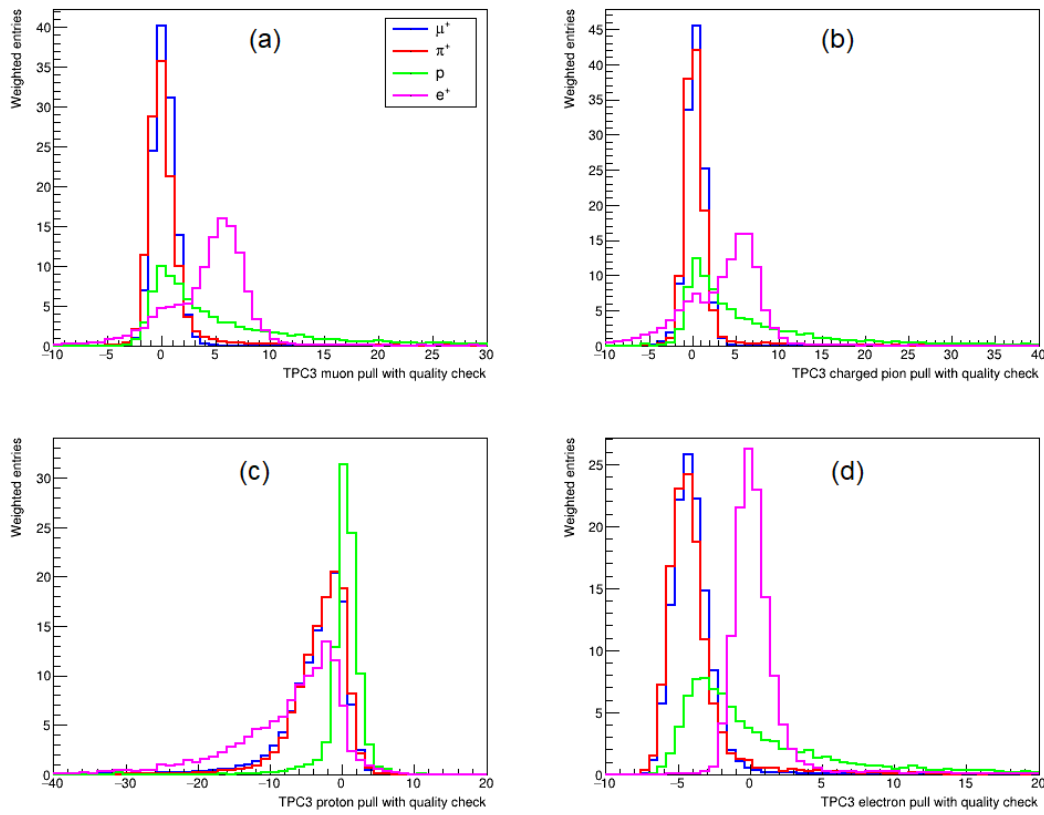 (a)
Weighted entries
μ⁺
π⁺
p
e⁺
40
35
30
25
20
15
10
5
0
−10 −5 0 5 10 15 20 25 30
TPC3 muon pull with quality check
(b)
Weighted entries
45
40
35
30
25
20
15
10
5
0
−10 −5 0 5 10 15 20 25 30 35 40
TPC3 charged pion pull with quality check
(c)
Weighted entries
30
25
20
15
10
5
0
−40 −30 −20 −10 0 10 20
TPC3 proton pull with quality check
(d)
Weighted entries
25
20
15
10
5
0
−10 −5 0 5 10 15 20
TPC3 electron pull with quality check